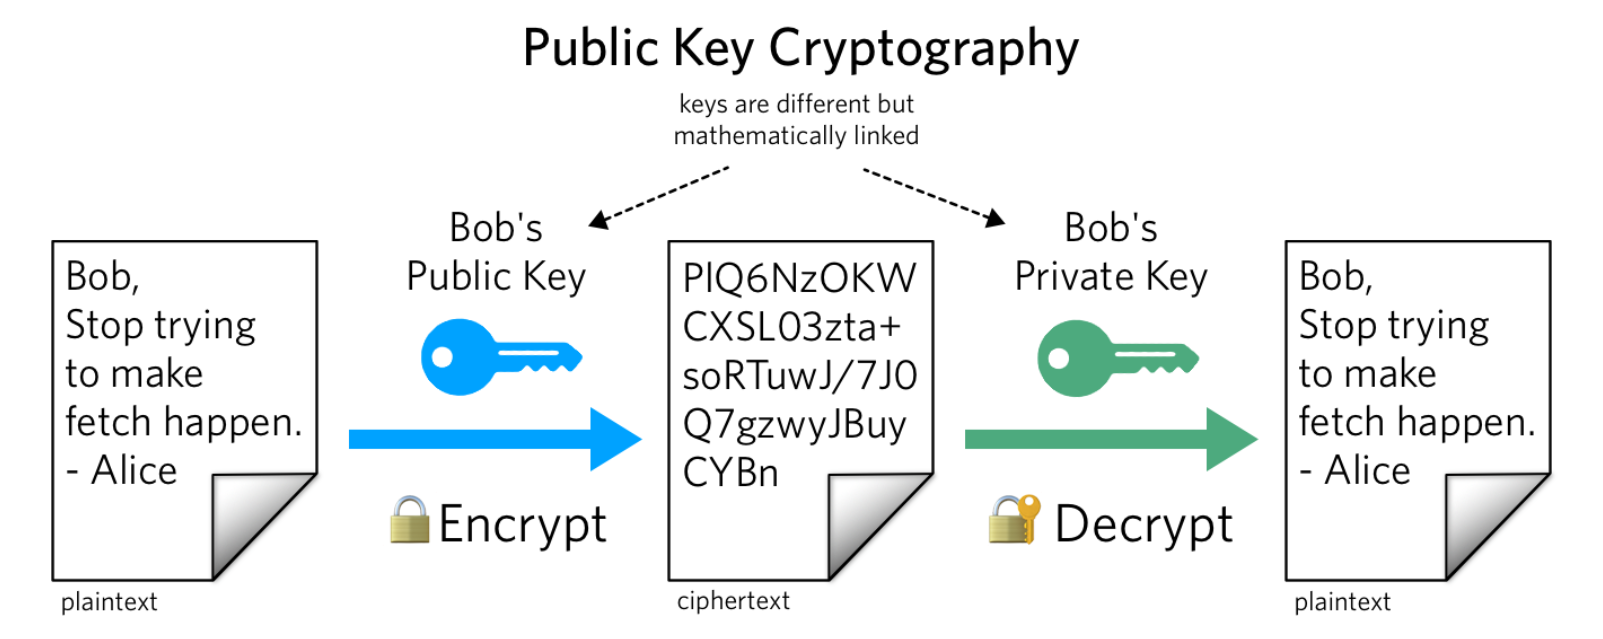 Public Key Cryptography
keys are different but
mathematically linked
Bob,
Stop trying
to make
fetch happen.
- Alice
plaintext
Bob's
Public Key
Encrypt
PlQ6NzOKW
CXSL03zta+
soRTuwJ/7J0
Q7gzwyJBuy
CYBn
ciphertext
Bob's
Private Key
Decrypt
Bob,
Stop trying
to make
fetch happen.
- Alice
plaintext